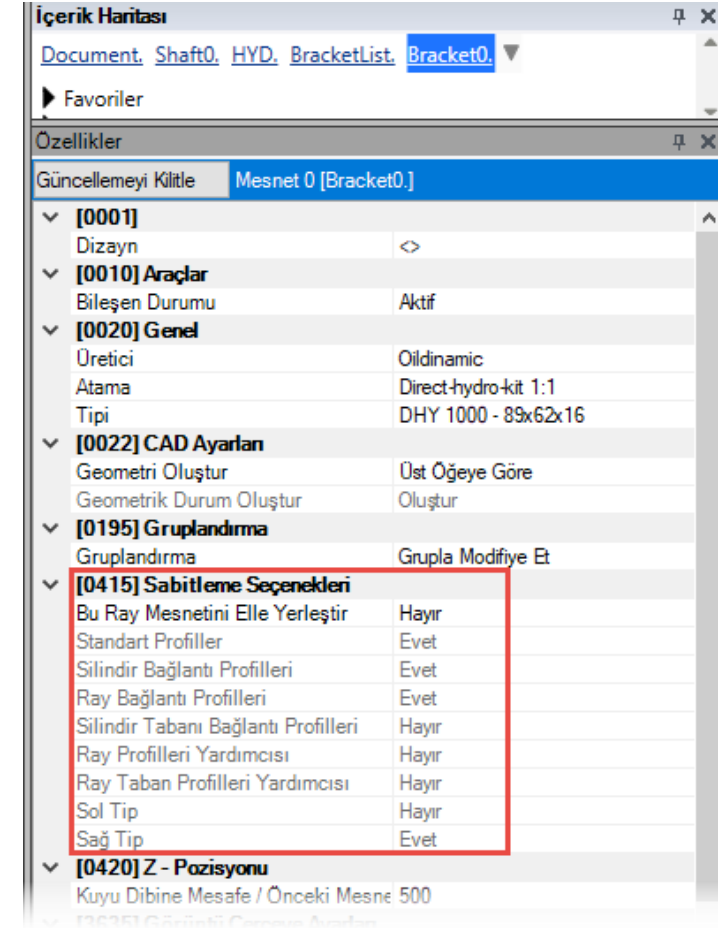 İçerik Haritası
Document. Shaft0. HYD. BracketList. Bracket0.
Favoriler
Özellikler
Güncellemeyi Kilitle Mesnet 0 [Bracket0.]
[0001]
Dizayn <>
[0010] Araçlar
Bileşen Durumu Aktif
[0020] Genel
Üretici Oildinamic
Atama Direct-hydro-kit 1:1
Tipi DHY 1000 - 89x62x16
[0022] CAD Ayarları
Geometri Oluştur Üst Öğeye Göre
Geometrik Durum Oluştur Oluştur
[0195] Gruplandırma
Gruplandırma Grupla Modifiye Et
[0415] Sabitleme Seçenekleri
Bu Ray Mesnetini Elle Yerleştir Hayır
Standart Profiller Evet
Silindir Bağlantı Profilleri Evet
Ray Bağlantı Profilleri Evet
Silindir Tabanı Bağlantı Profilleri Hayır
Ray Profilleri Yardımcısı Hayır
Ray Taban Profilleri Yardımcısı Hayır
Sol Tip Hayır
Sağ Tip Evet
[0420] Z - Pozisyonu
Kuyu Dibine Mesafe / Önceki Mesne 500
[3635] Görüntü Çerçeve Ayarları